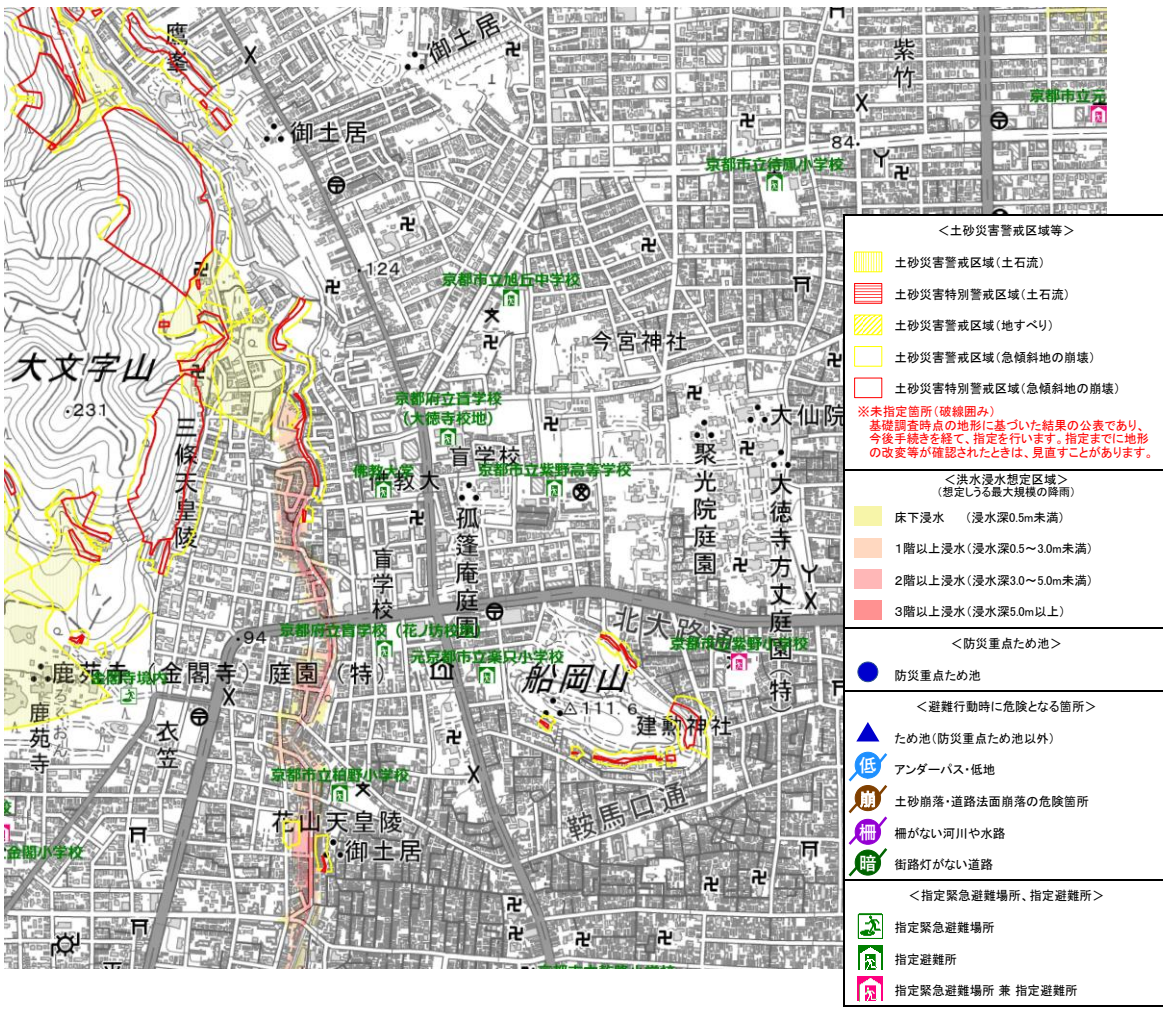 鷹峯
御土居
紫竹
京都市立元
御土居
84
京都市立待鳳小学校
124
京都市立旭丘中学校
今宮神社
大文字山
231
京都府立盲学校
(大徳寺校地)
大仙院
三條天皇陵
盲学校
聚光院庭園
大徳寺方丈庭園(特)
佛教大学
佛教大
京都市立紫野高等学校
孤篷庵庭園
盲学校
94
京都府立盲学校(花ノ坊校地)
北大路通
京都市立紫野小学校
元京都市立楽只小学校
鹿苑寺(金閣寺)庭園(特)
金閣寺境内
船岡山
111.6
建勲神社
鹿苑寺
ろくおん
衣笠
京都市立柏野小学校
鞍馬口通
花山天皇陵
御土居
金閣小学校
<土砂災害警戒区域等>
土砂災害警戒区域(土石流)
土砂災害特別警戒区域(土石流)
土砂災害警戒区域(地すべり)
土砂災害警戒区域(急傾斜地の崩壊)
土砂災害特別警戒区域(急傾斜地の崩壊)
※未指定箇所(破線囲み)
基礎調査時点の地形に基づいた結果の公表であり、
今後手続きを経て、指定を行います。指定までに地形
の改変等が確認されたときは、見直すことがあります。
<洪水浸水想定区域>
(想定しうる最大規模の降雨)
床下浸水 (浸水深0.5m未満)
1階以上浸水(浸水深0.5~3.0m未満)
2階以上浸水(浸水深3.0~5.0m未満)
3階以上浸水(浸水深5.0m以上)
<防災重点ため池>
防災重点ため池
<避難行動時に危険となる箇所>
ため池(防災重点ため池以外)
低 アンダーパス・低地
崩 土砂崩落・道路法面崩落の危険箇所
柵 柵がない河川や水路
暗 街路灯がない道路
<指定緊急避難場所、指定避難所>
指定緊急避難場所
指定避難所
指定緊急避難場所 兼 指定避難所